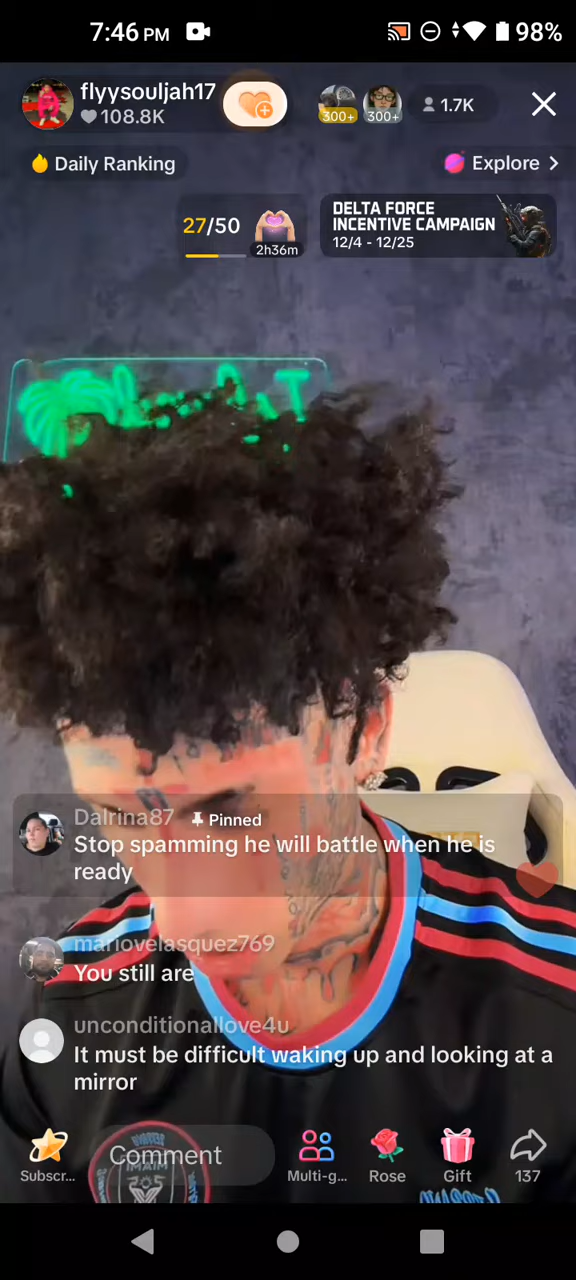 7:46 PM
98%
flyysouljah17
108.8K
300+
300+
1.7K
Daily Ranking
Explore >
27/50
2h36m
DELTA FORCE
INCENTIVE CAMPAIGN
12/4 - 12/25
Dalrina87 Pinned
Stop spamming he will battle when he is
ready
mariovelasquez769
You still are
unconditionallove4u
It must be difficult waking up and looking at a
mirror
Comment
Subscr...
Multi-g...
Rose
Gift
137